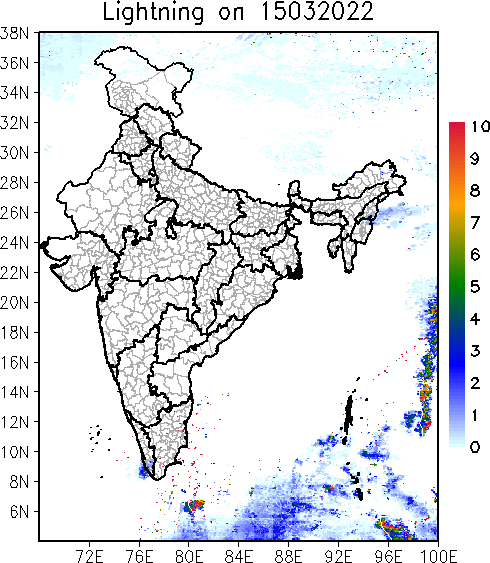 Lightning on 15032022
38N
36N
34N
32N
30N
28N
26N
24N
22N
20N
18N
16N
14N
12N
10N
8N
6N
72E 76E 80E 84E 88E 92E 96E 100E
10
9
8
7
6
5
4
3
2
1
0